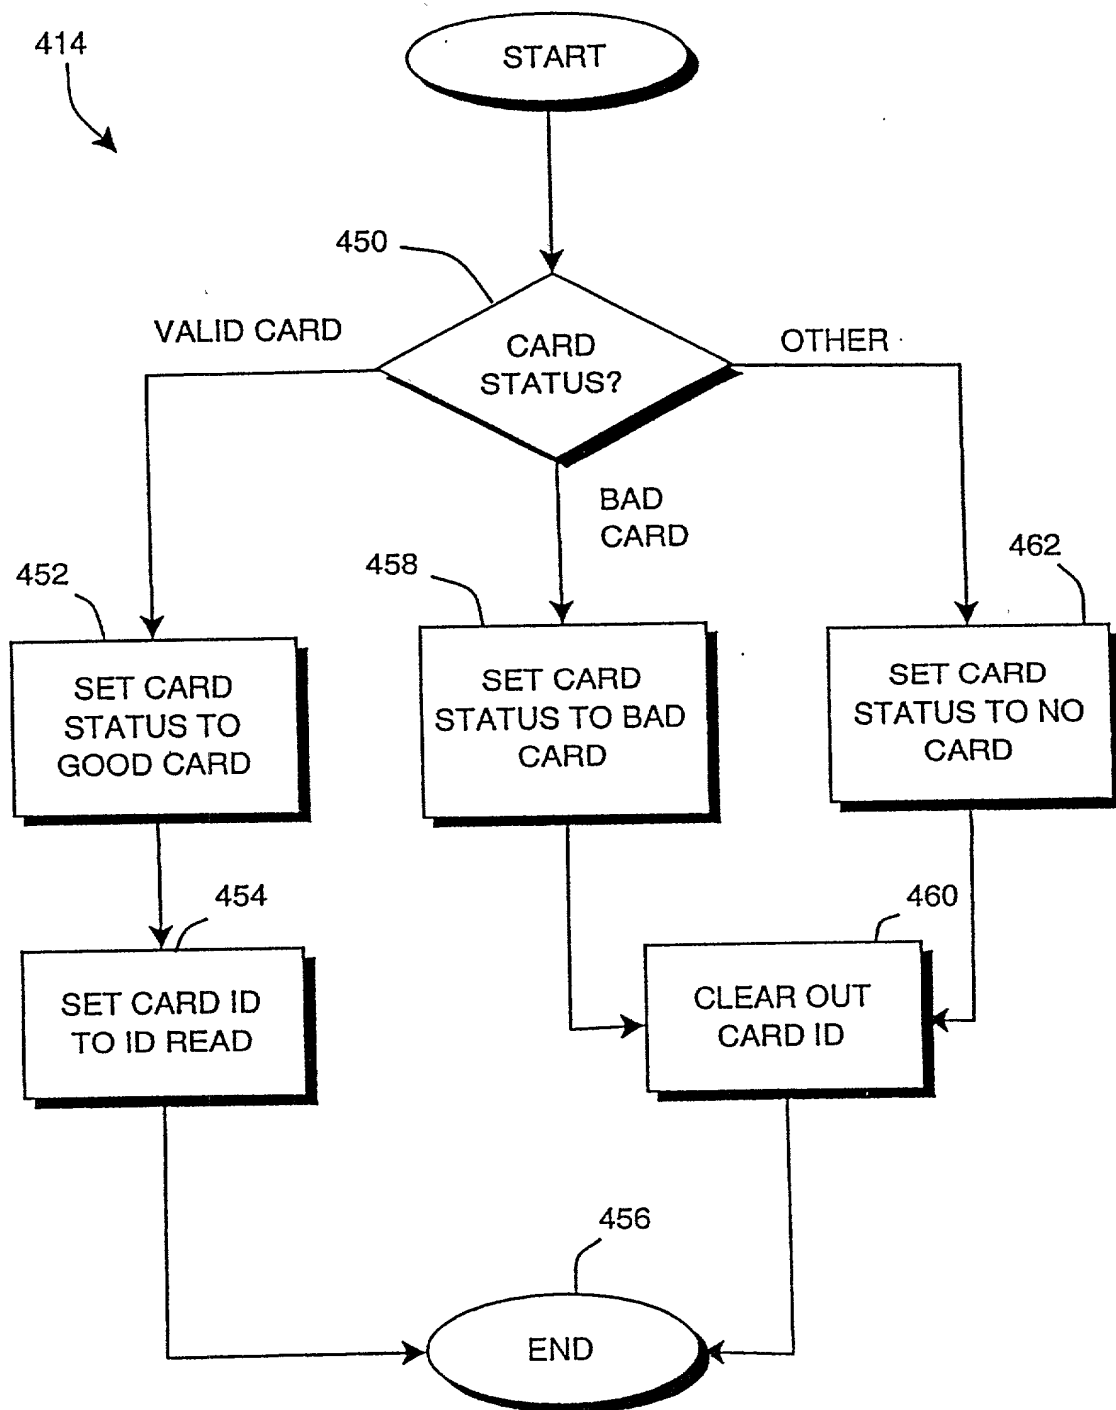 414
START
450
VALID CARD
CARD
STATUS?
OTHER
BAD
CARD
452
458
462
SET CARD
STATUS TO
GOOD CARD
SET CARD
STATUS TO BAD
CARD
SET CARD
STATUS TO NO
CARD
454
460
SET CARD ID
TO ID READ
CLEAR OUT
CARD ID
456
END